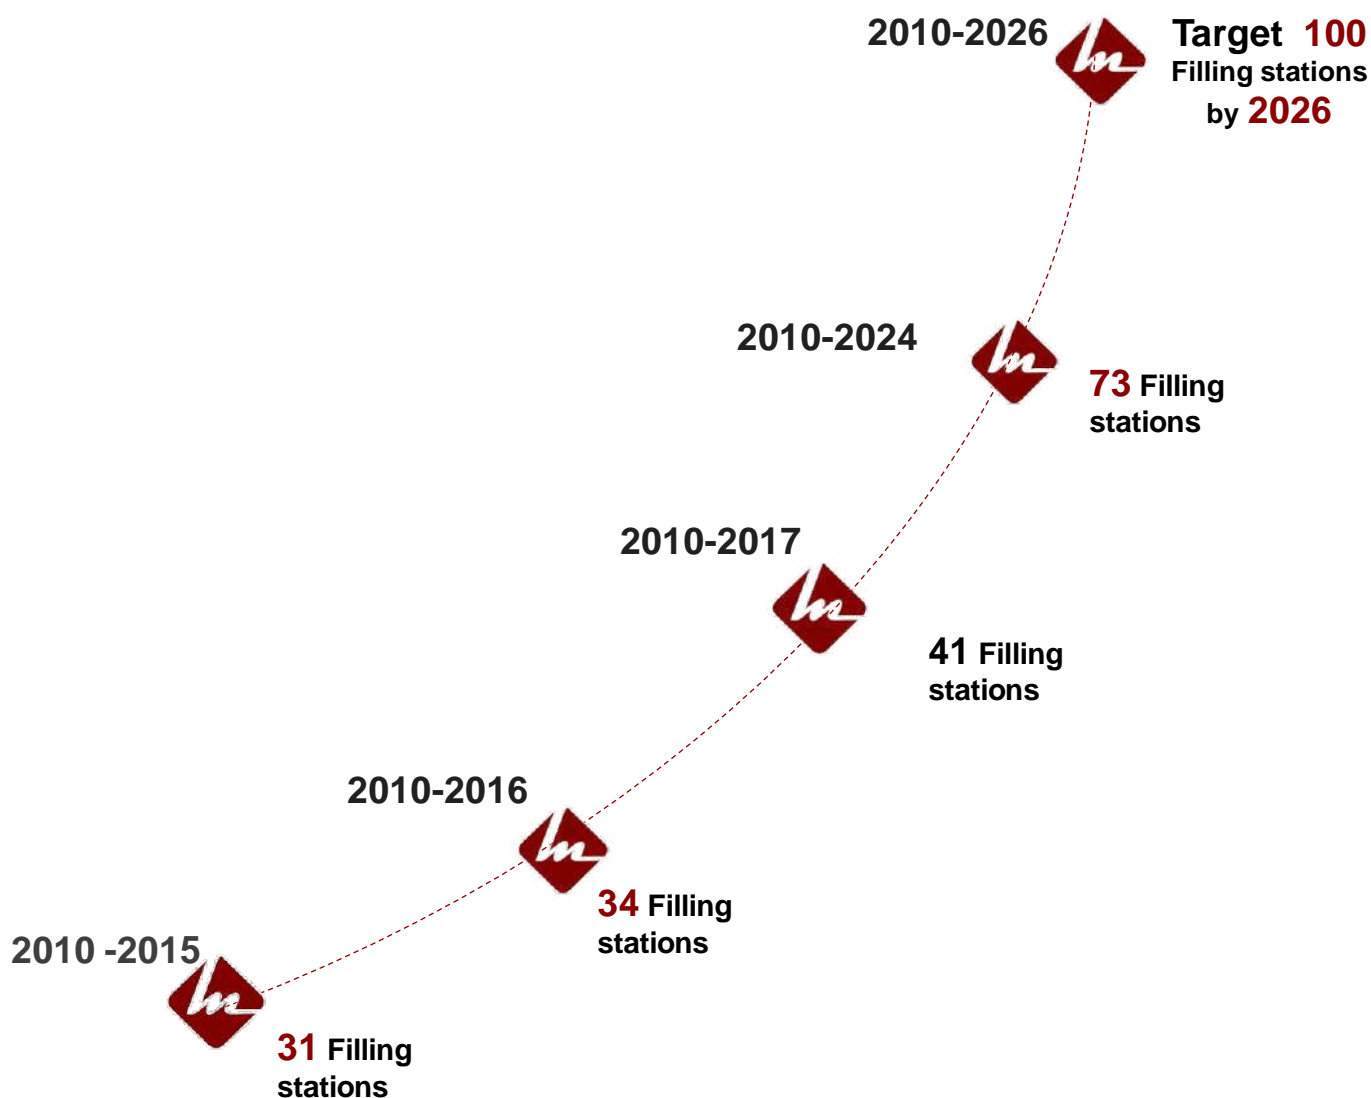 2010-2026
Target 100
Filling stations
by 2026
2010-2024
73 Filling
stations
2010-2017
41 Filling
stations
2010-2016
34 Filling
stations
2010 -2015
31 Filling
stations